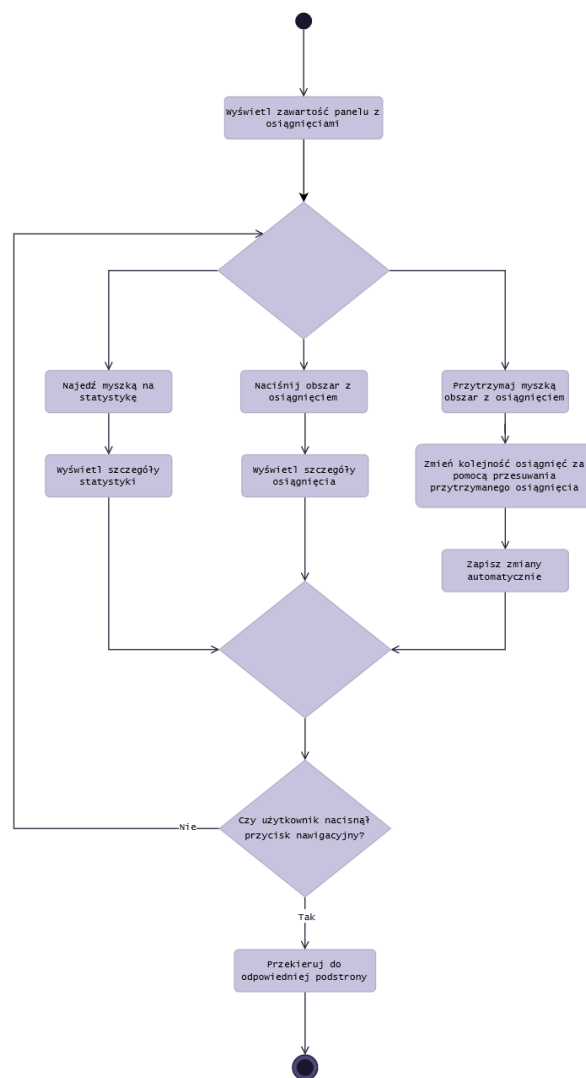 Wyświetl zawartość panelu z
osiągnięciami
Najedź myszką na
statystykę
Naciśnij obszar z
osiągnięciem
Przytrzymaj myszką
obszar z osiągnięciem
Wyświetl szczegóły
statystyki
Wyświetl szczegóły
osiągnięcia
Zmień kolejność osiągnięć za
pomocą przesuwania
przytrzymanego osiągnięcia
Zapisz zmiany
automatycznie
Czy użytkownik nacisnął
przycisk nawigacyjny?
Nie
Tak
Przekieruj do
odpowiedniej podstrony